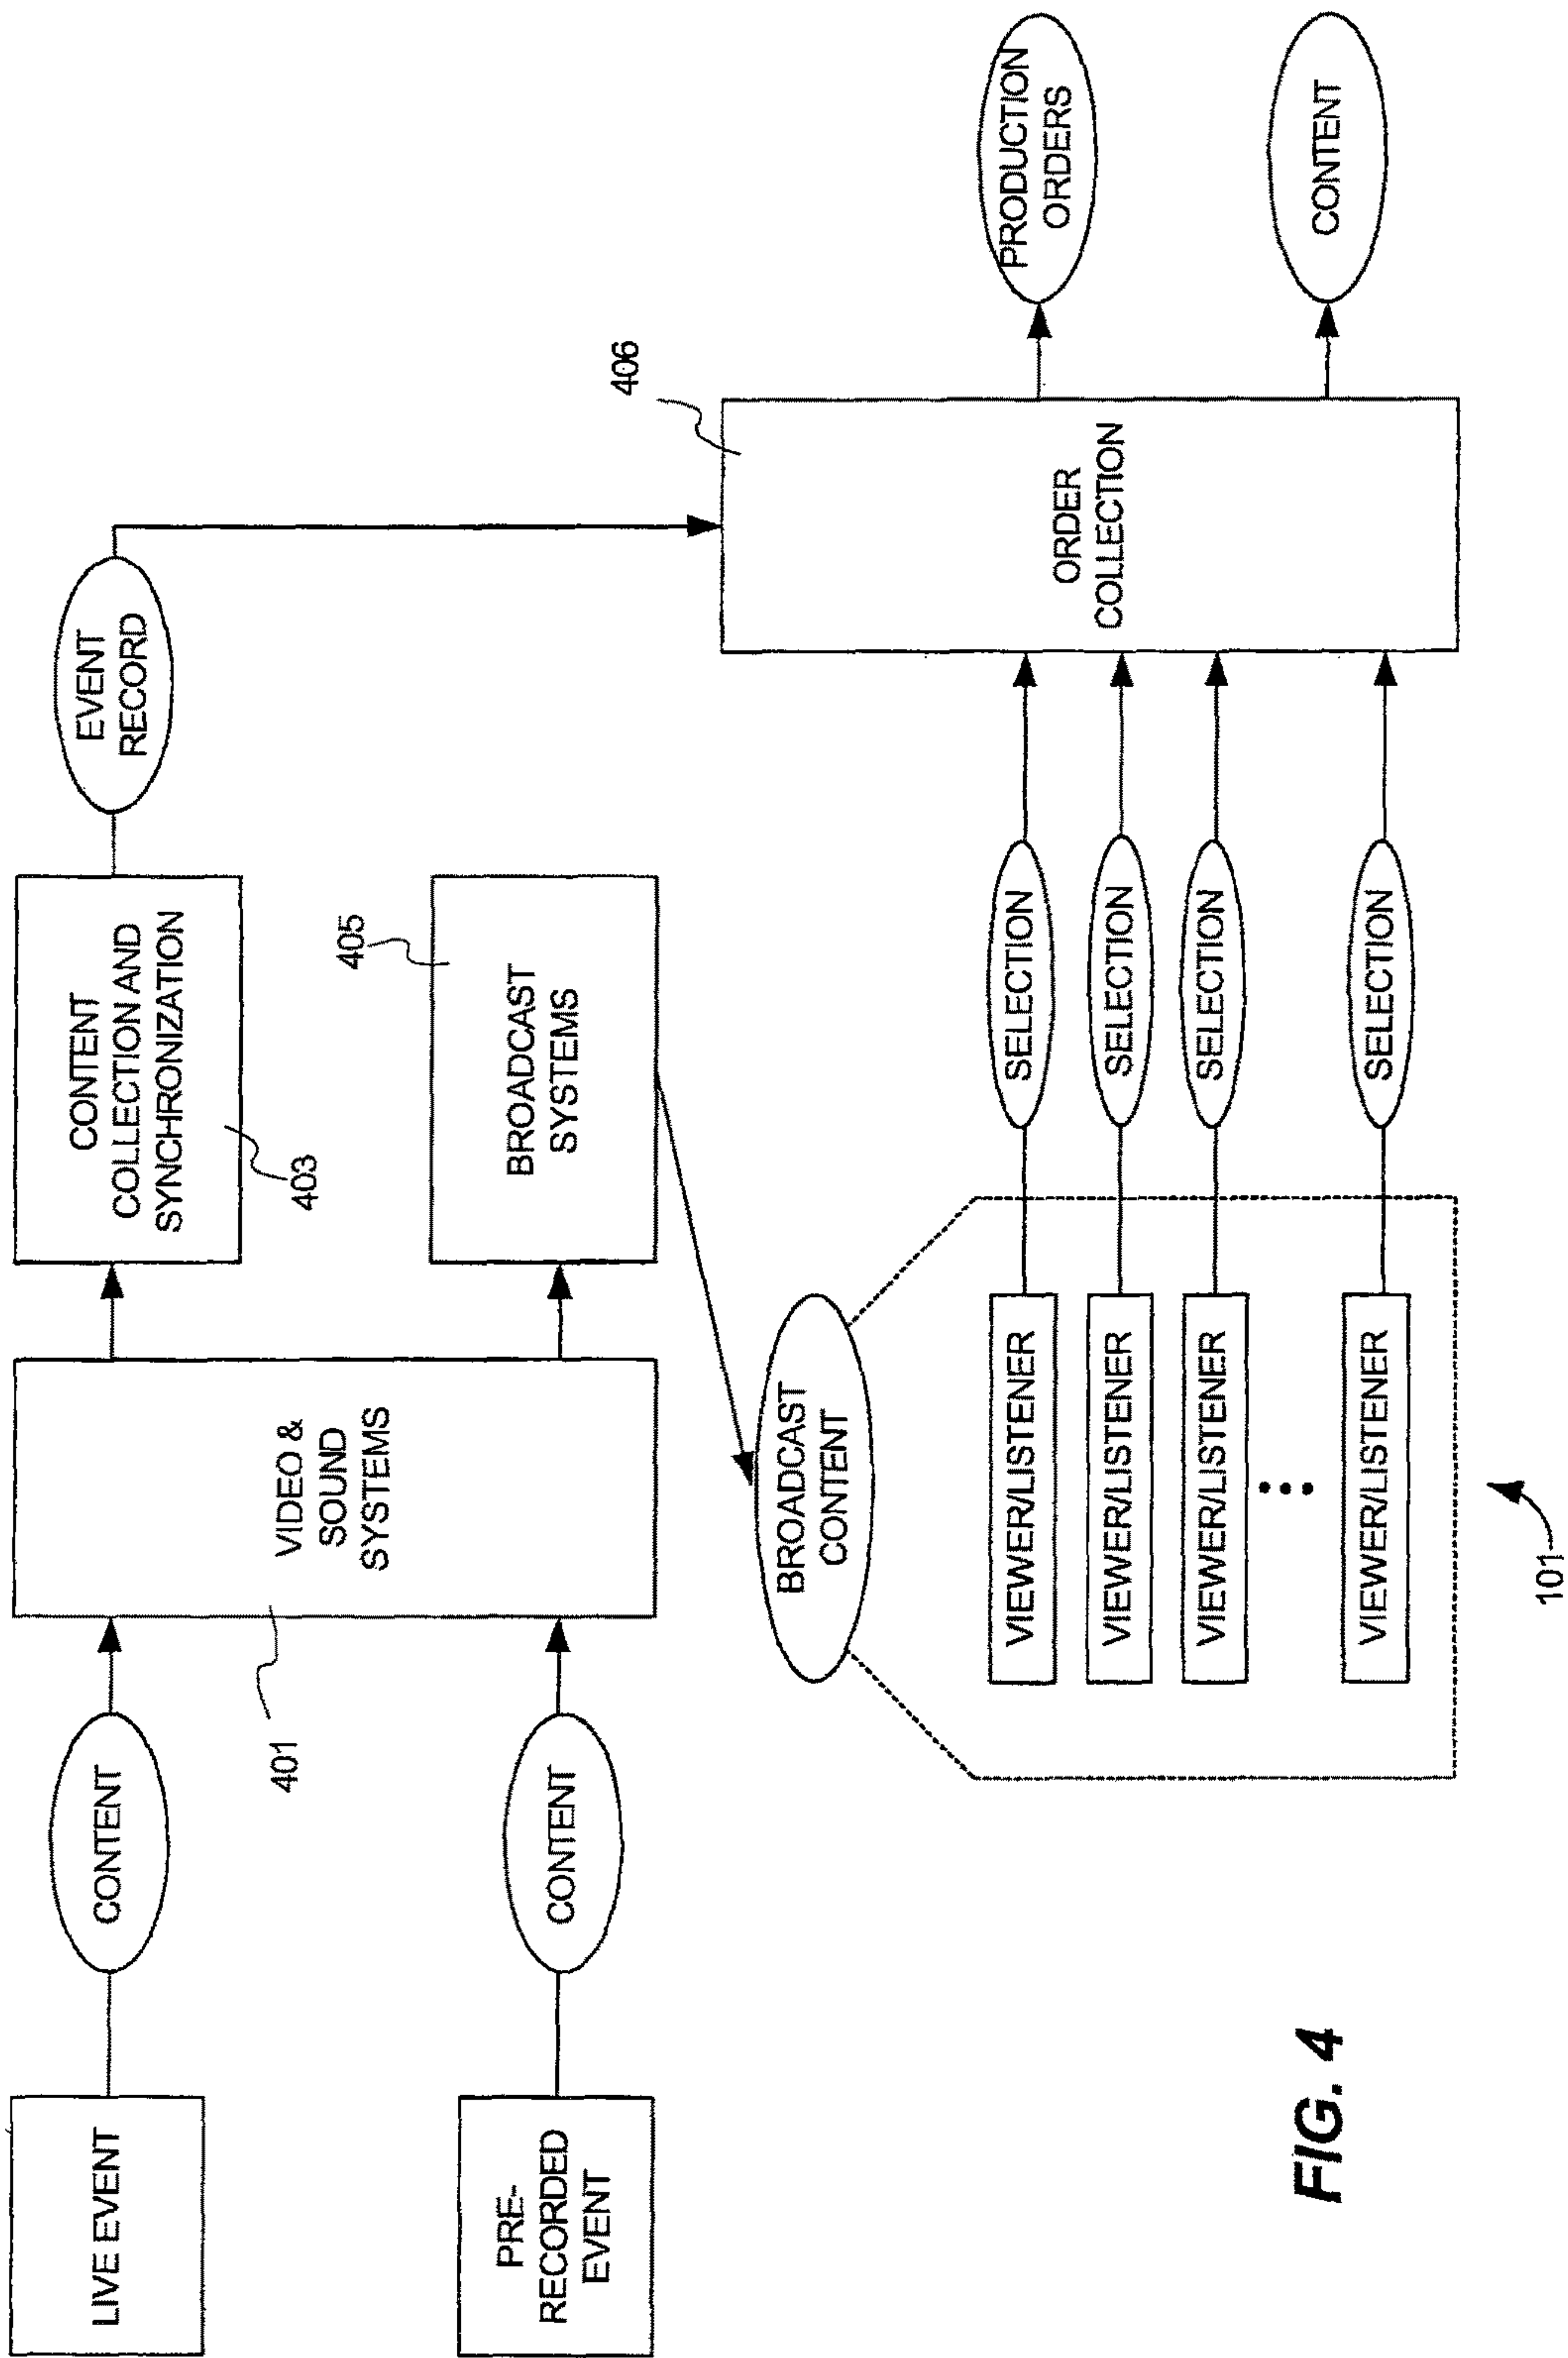 LIVE EVENT
CONTENT
401
VIDEO &
SOUND
SYSTEMS
CONTENT
COLLECTION AND
SYNCHRONIZATION
403
EVENT
RECORD
PRE-
RECORDED
EVENT
CONTENT
BROADCAST
SYSTEMS
405
BROADCAST
CONTENT
406
ORDER
COLLECTION
PRODUCTION
ORDERS
CONTENT
VIEWER/LISTENER
SELECTION
VIEWER/LISTENER
SELECTION
VIEWER/LISTENER
SELECTION
VIEWER/LISTENER
SELECTION
101
FIG. 4